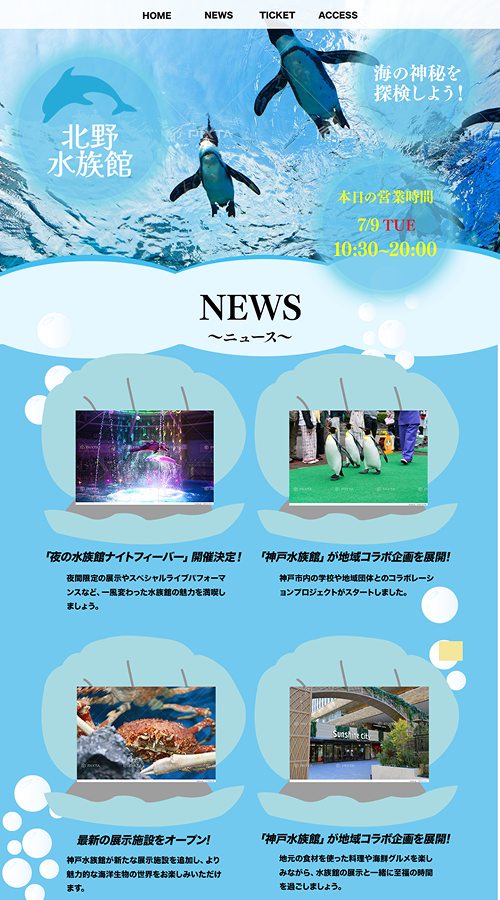 HOME NEWS TICKET ACCESS
海の神秘を
探検しよう!
北野
水族館
本日の営業時間
7/9 TUE
10:30~20:00
NEWS
〜ニュース〜
「夜の水族館ナイトフィーバー」開催決定!
夜間限定の展示やスペシャルライブパフォーマ
ンスなど、一風変わった水族館の魅力を満喫し
ましょう。
「神戸水族館」が地域コラボ企画を展開!
神戸市内の学校や地域団体とのコラボレーシ
ョンプロジェクトがスタートしました。
Sunshine city
最新の展示施設をオープン!
神戸水族館が新たな展示施設を追加し、より
魅力的な海洋生物の世界をお楽しみいただけ
ます。
「神戸水族館」が地域コラボ企画を展開!
地元の食材を使った料理や海鮮グルメを楽し
みながら、水族館の展示と一緒に至福の時間
を過ごしましょう。